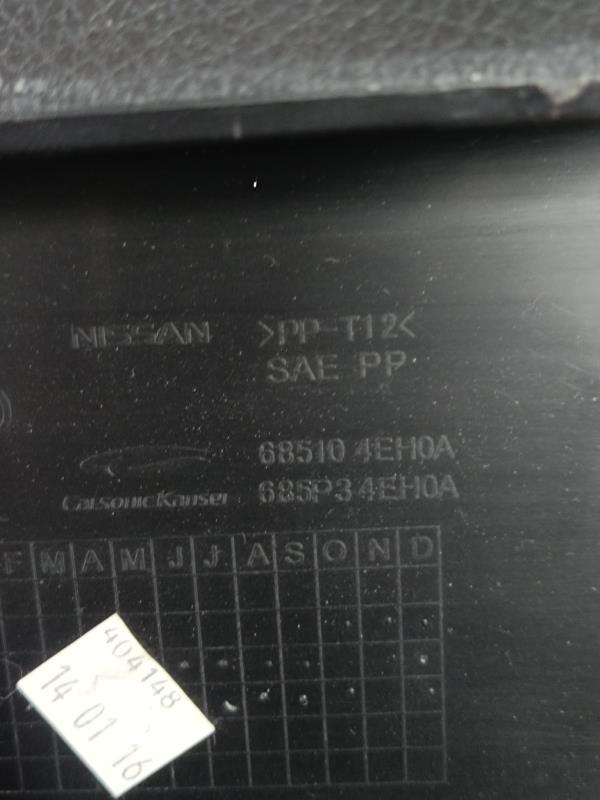 NISSAN >PP-T12<
SAE PP
68510 4EH0A
CalsonicKansei 685P3 4EH0A
F M A M J J A S O N D
404148
14 01 16